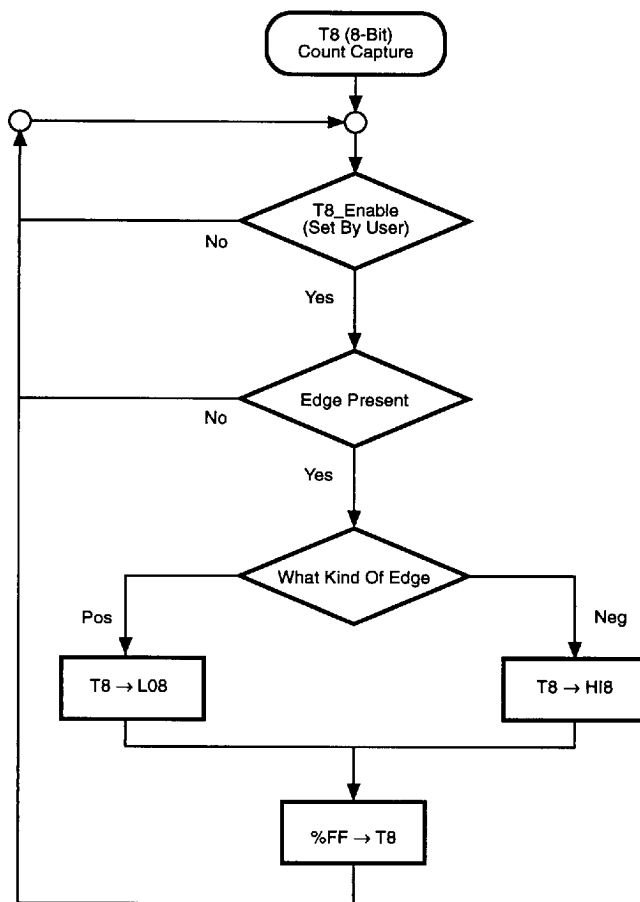 T8 (8-Bit)
Count Capture
T8_Enable
(Set By User)
No
Yes
Edge Present
No
Yes
What Kind Of Edge
Pos
Neg
T8 → L08
T8 → HI8
%FF → T8